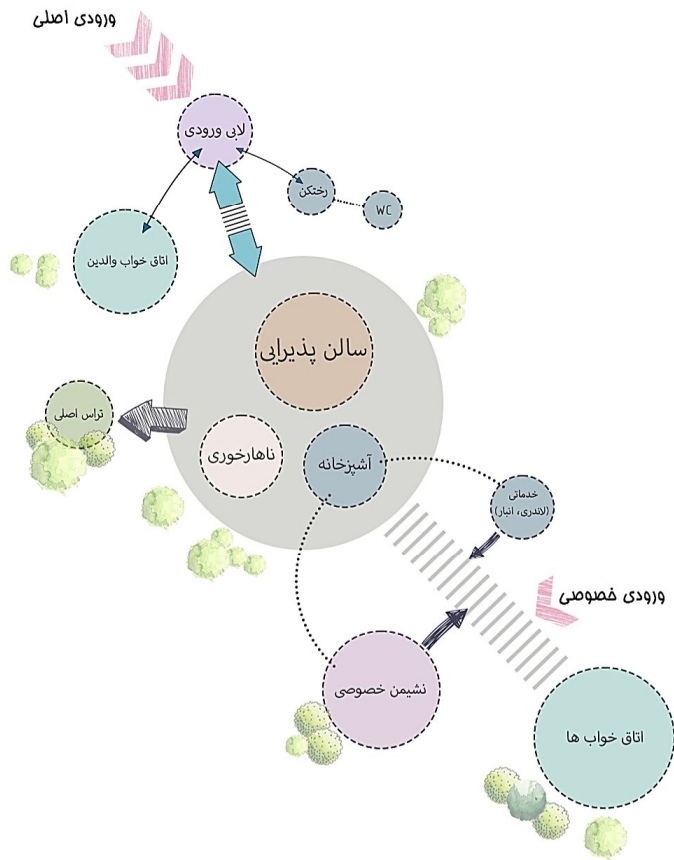 ورودی اصلی
لابی ورودی
رختکن
WC
اتاق خواب والدین
سالن پذیرایی
تراس اصلی
ناهارخوری
آشپزخانه
خدماتی
(لاندری، انبار)
ورودی خصوصی
نشیمن خصوصی
اتاق خواب ها